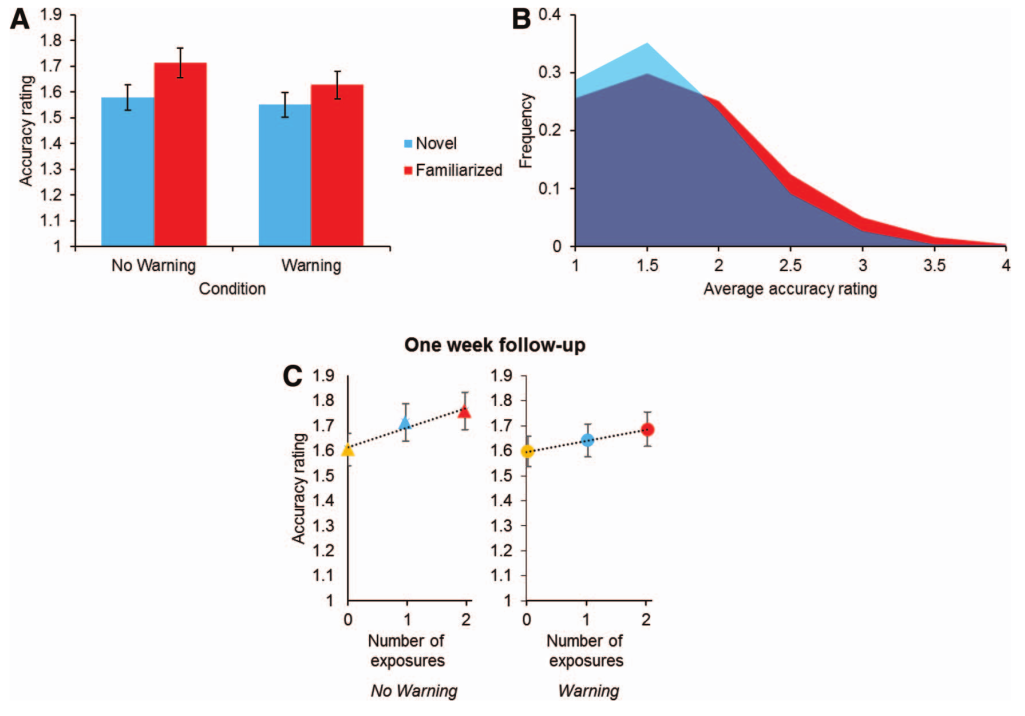 A
1.9
1.8
1.7
1.6
1.5
1.4
1.3
1.2
1.1
1
Accuracy rating
No Warning
Warning
Condition
Novel
Familiarized
B
0.4
0.3
0.2
0.1
0
Frequency
1
1.5
2
2.5
3
3.5
4
Average accuracy rating
One week follow-up
C
1.9
1.8
1.7
1.6
1.5
1.4
1.3
1.2
1.1
1
Accuracy rating
0
1
2
Number of
exposures
No Warning
1.9
1.8
1.7
1.6
1.5
1.4
1.3
1.2
1.1
1
0
1
2
Number of
exposures
Warning